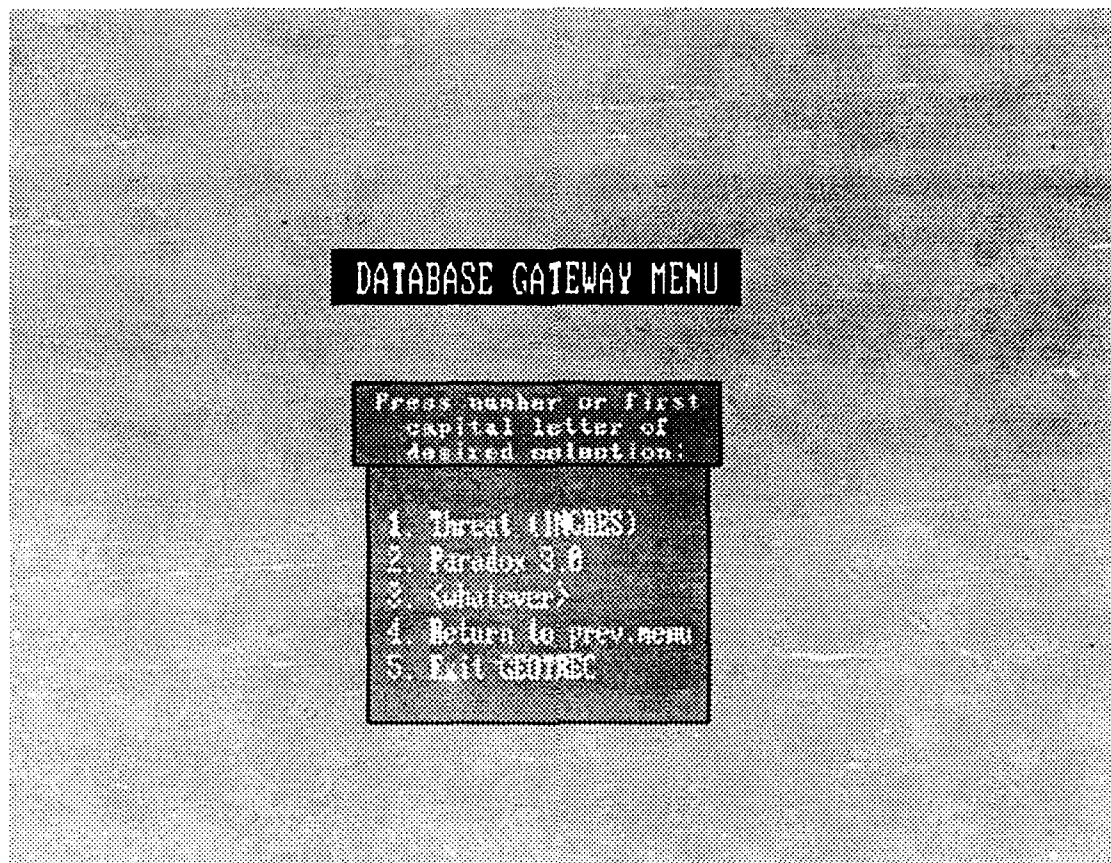 DATABASE GATEWAY MENU
Press number or First
capital letter of
desired selection:
1. Threat (INGRES)
2. Paradox 3.0
3. <whatever>
4. Return to prev.menu
5. Exit GEOTREC